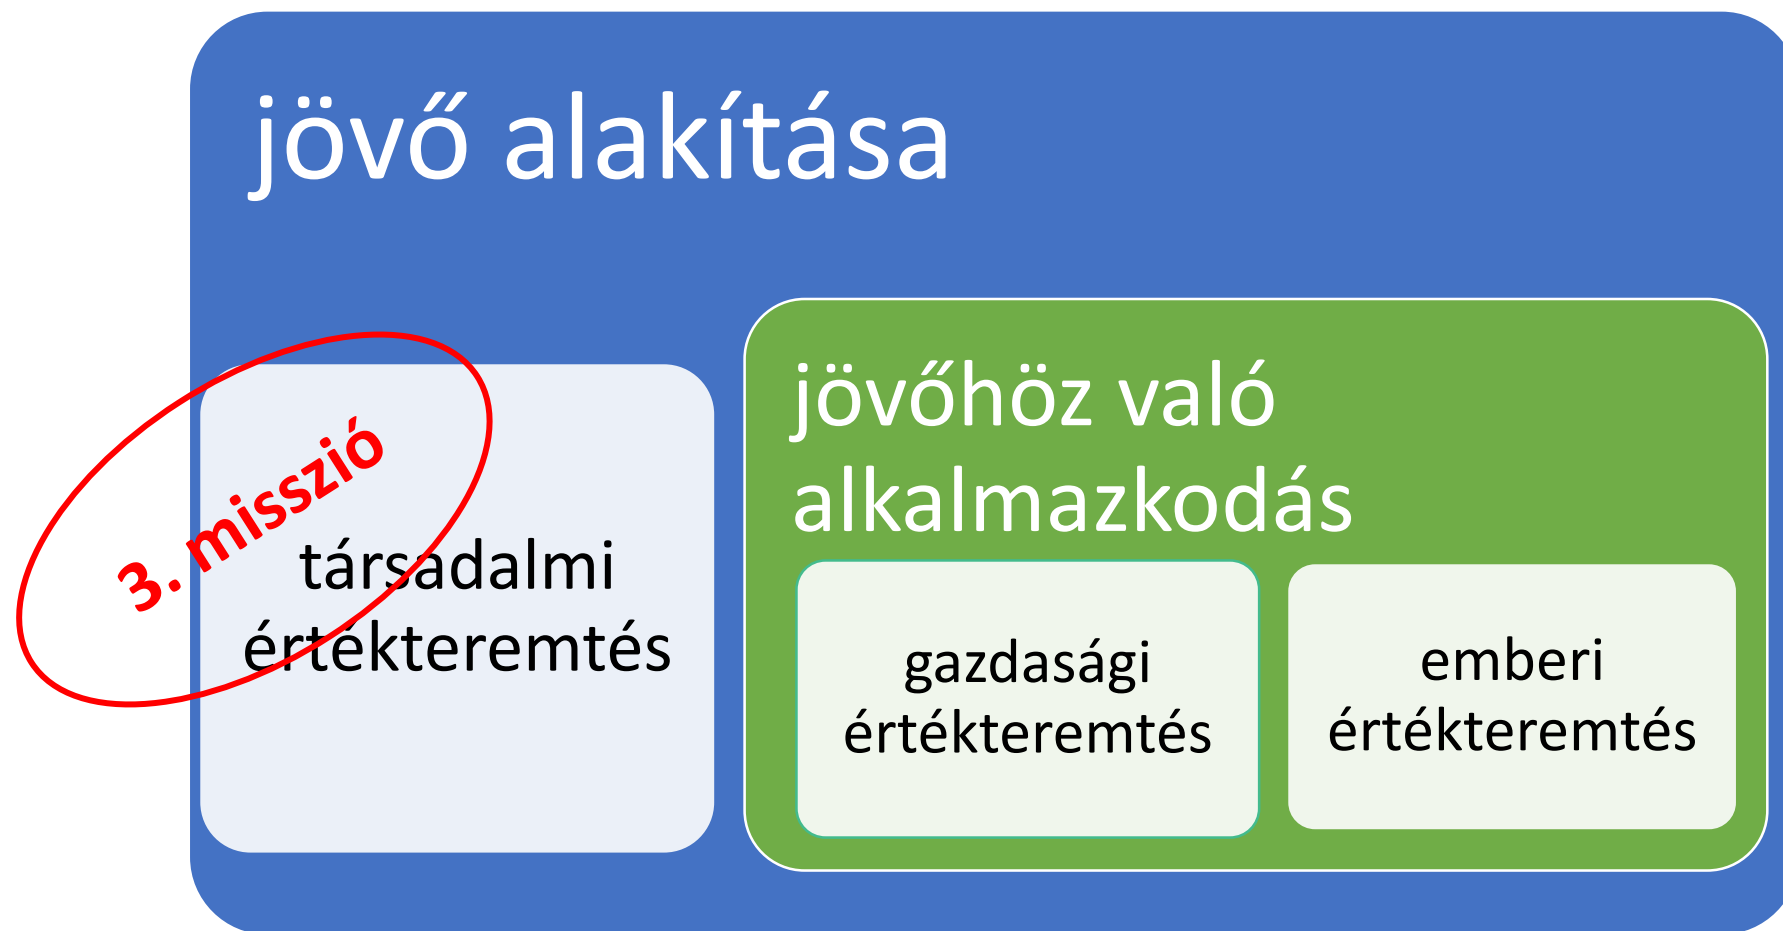 jövő alakítása
3. misszió
társadalmi
értékteremtés
jövőhöz való
alkalmazkodás
gazdasági
értékteremtés
emberi
értékteremtés